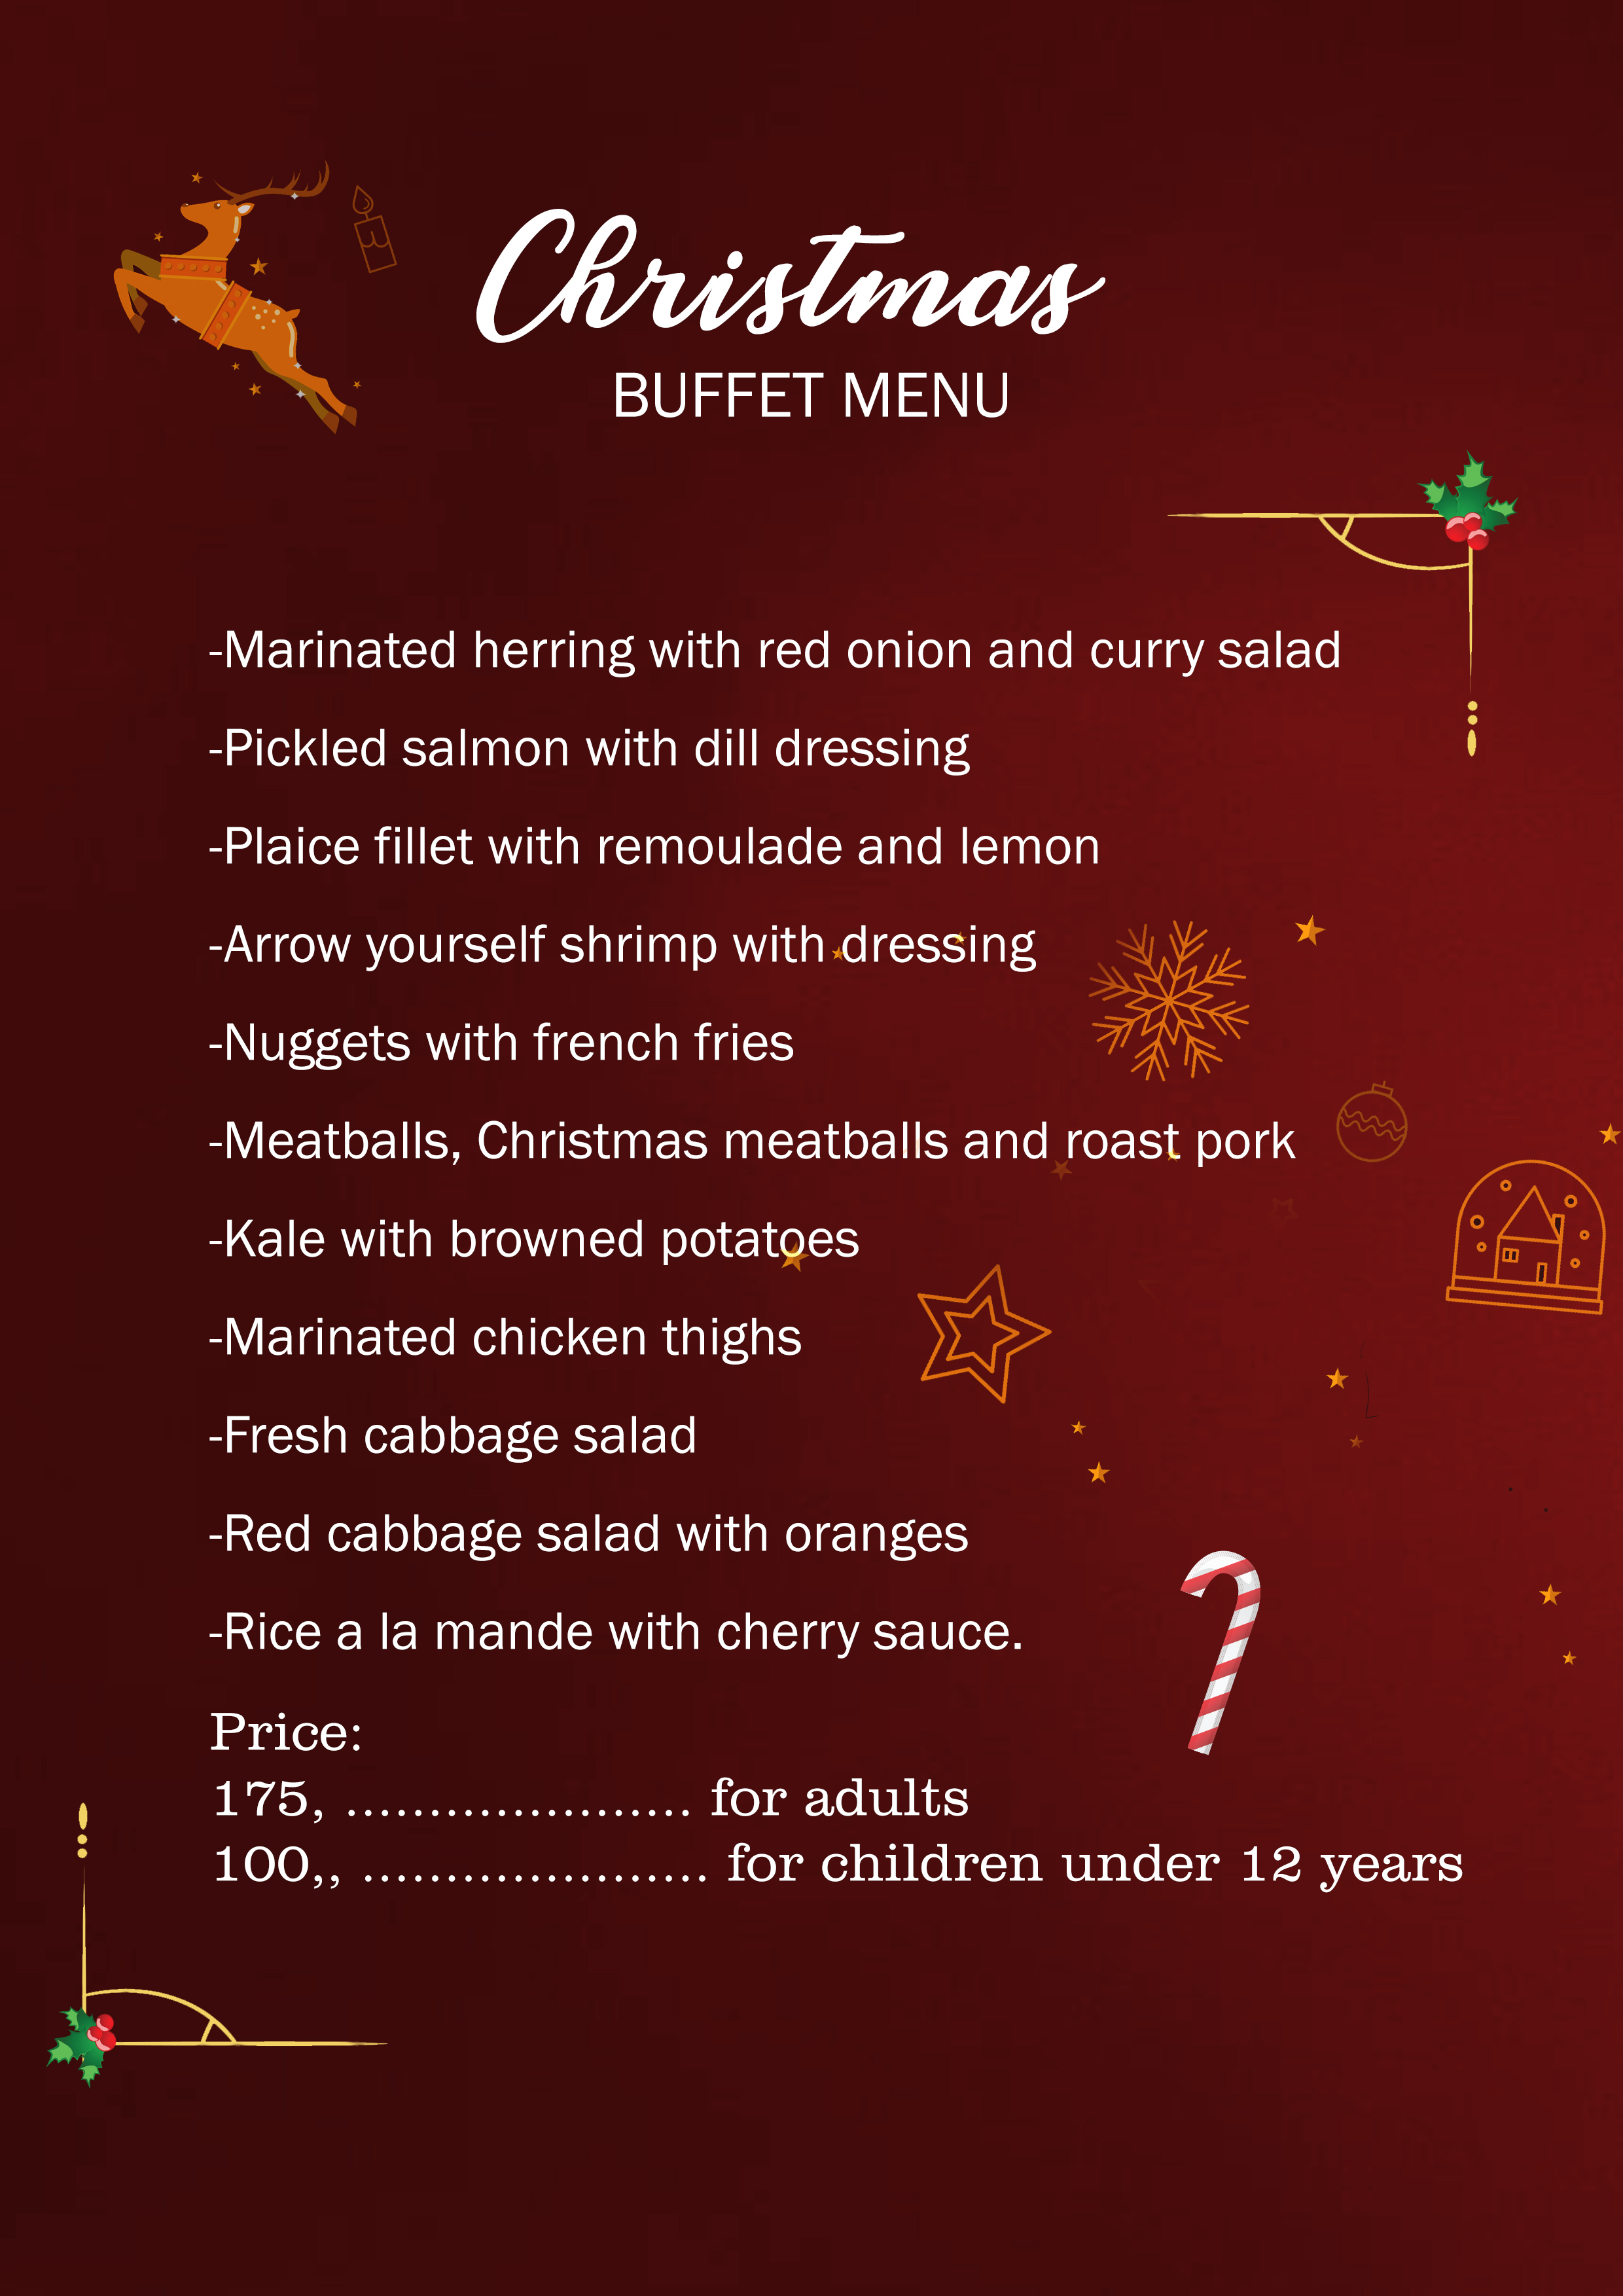 Christmas
BUFFET MENU
-Marinated herring with red onion and curry salad
-Pickled salmon with dill dressing
-Plaice fillet with remoulade and lemon
-Arrow yourself shrimp with dressing
-Nuggets with french fries
-Meatballs, Christmas meatballs and roast pork
-Kale with browned potatoes
-Marinated chicken thighs
-Fresh cabbage salad
-Red cabbage salad with oranges
-Rice a la mande with cherry sauce.
Price:
175, ..................... for adults
100,, ..................... for children under 12 years